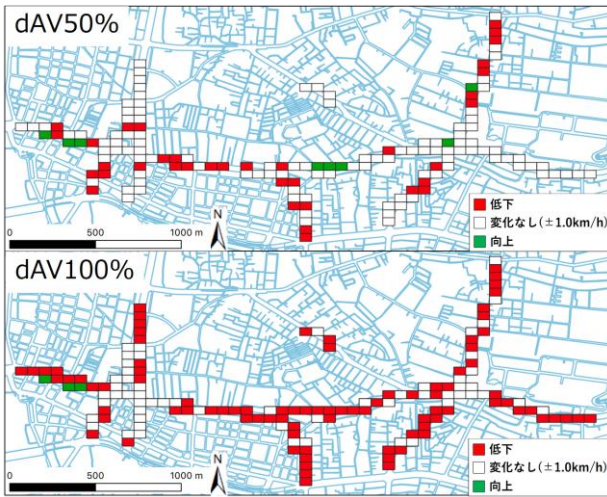 dAV50%
低下
変化なし(±1.0km/h)
向上
N
0 500 1000 m
dAV100%
低下
変化なし(±1.0km/h)
向上
N
0 500 1000 m